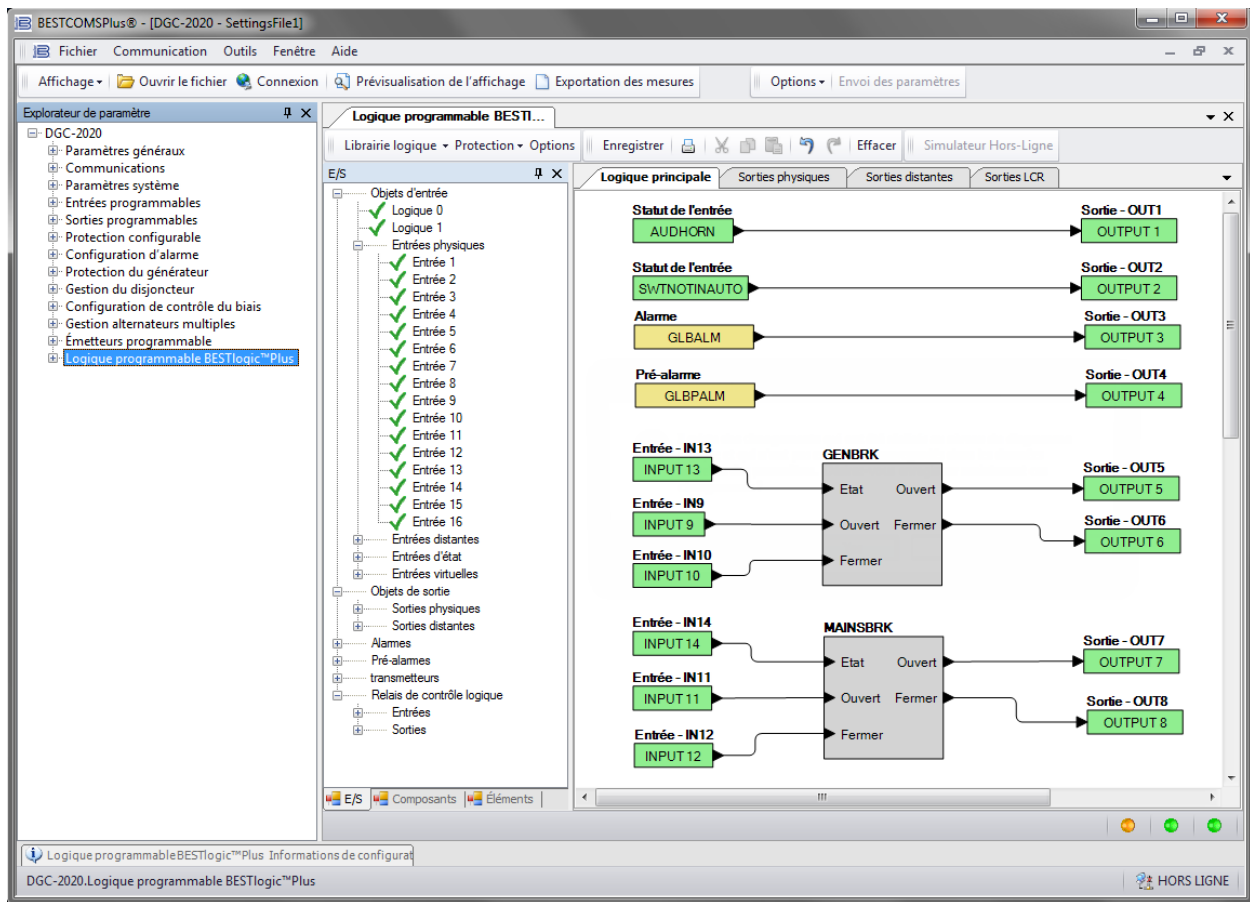 BESTCOMSPlus® - [DGC-2020 - SettingsFile1]
Fichier Communication Outils Fenêtre Aide
Affichage Ouvrir le fichier Connexion Prévisualisation de l'affichage Exportation des mesures Options Envoi des paramètres
Explorateur de paramètre
DGC-2020
Paramètres généraux
Communications
Paramètres système
Entrées programmables
Sorties programmables
Protection configurable
Configuration d'alarme
Protection du générateur
Gestion du disjoncteur
Configuration de contrôle du biais
Gestion alternateurs multiples
Émetteurs programmable
Logique programmable BESTlogic™Plus
Logique programmable BESTl...
Librairie logique Protection Options Enregistrer Effacer Simulateur Hors-Ligne
E/S
Objets d'entrée
Logique 0
Logique 1
Entrées physiques
Entrée 1
Entrée 2
Entrée 3
Entrée 4
Entrée 5
Entrée 6
Entrée 7
Entrée 8
Entrée 9
Entrée 10
Entrée 11
Entrée 12
Entrée 13
Entrée 14
Entrée 15
Entrée 16
Entrées distantes
Entrées d'état
Entrées virtuelles
Objets de sortie
Sorties physiques
Sorties distantes
Alarmes
Pré-alarmes
transmetteurs
Relais de contrôle logique
Entrées
Sorties
E/S Composants Éléments
Logique principale Sorties physiques Sorties distantes Sorties LCR
Statut de l'entrée Sortie - OUT1
AUDHORN OUTPUT 1
Statut de l'entrée Sortie - OUT2
SWTNOTINAUTO OUTPUT 2
Alarme Sortie - OUT3
GLBALM OUTPUT 3
Pré-alarme Sortie - OUT4
GLBPALM OUTPUT 4
Entrée - IN13 GENBRK Sortie - OUT5
INPUT 13 Etat Ouvert OUTPUT 5
Entrée - IN9 Sortie - OUT6
INPUT 9 Ouvert Fermer OUTPUT 6
Entrée - IN10
INPUT 10 Fermer
Entrée - IN14 MAINSBRK Sortie - OUT7
INPUT 14 Etat Ouvert OUTPUT 7
Entrée - IN11 Sortie - OUT8
INPUT 11 Ouvert Fermer OUTPUT 8
Entrée - IN12
INPUT 12 Fermer
Logique programmableBESTlogic™Plus Informations de configurat
DGC-2020.Logique programmable BESTlogic™Plus HORS LIGNE